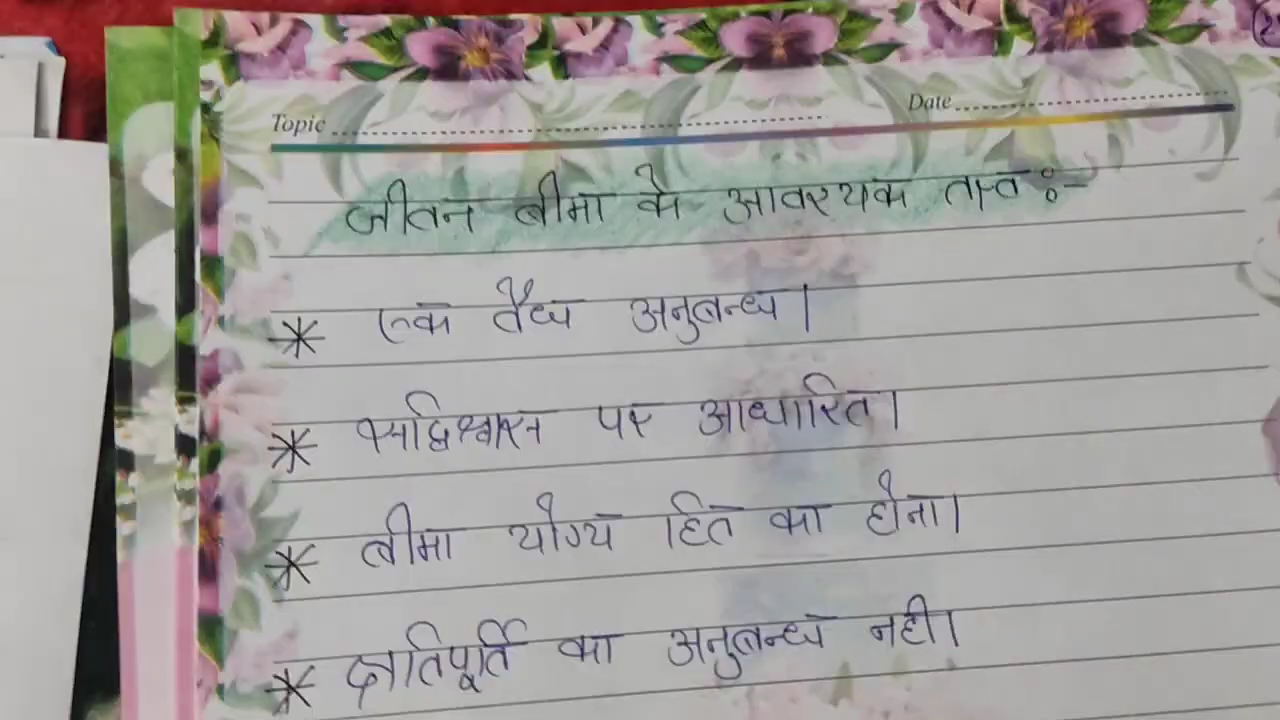 Topic
Date
जीवन बीमा के आवश्यक तत्व :-
* एक वैध अनुबन्ध।
* सद्विश्वास पर आधारित।
* बीमा योग्य हित का होना।
* क्षतिपूर्ति का अनुबन्ध नही।